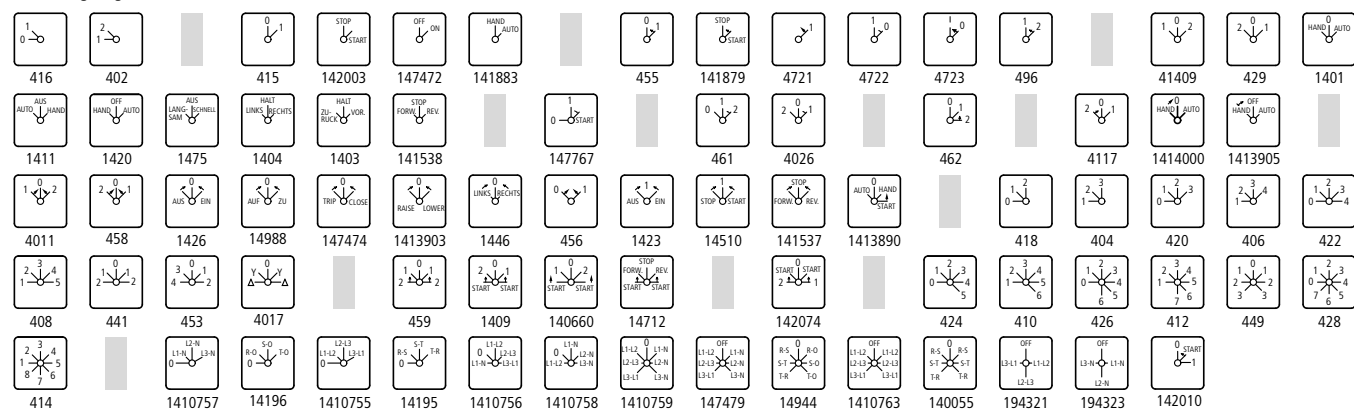 1 0
2 1
0 1
STOP START
OFF ON
HAND AUTO
0 1
STOP START
1
1 0
I 0
1 2
1 0 2
2 0 1
HAND 0 AUTO
416 402 415 142003 147472 141883 455 141879 4721 4722 4723 496 41409 429 1401
AUTO AUS HAND
HAND OFF AUTO
LANG- SAM AUS SCHNELL
LINKS HALT RECHTS
ZU- RUCK HALT VOR.
FORW. STOP REV.
0 1 START
0 1 2
2 0 1
0 1 2
2 0 1
HAND 0 AUTO
HAND OFF AUTO
1411 1420 1475 1404 1403 141538 147767 461 4026 462 4117 1414000 1413905
1 0 2
2 0 1
AUS 0 EIN
AUF 0 ZU
TRIP 0 CLOSE
RAISE 0 LOWER
LINKS 0 RECHTS
0 1
AUS 1 EIN
STOP 1 START
FORW. STOP REV.
AUTO 0 HAND START
0 1 2
1 2 3
0 1 2 3
1 2 3 4
0 1 2 3 4
4011 458 1426 14988 147474 1413903 1446 456 1423 14510 141537 1413890 418 404 420 406 422
1 2 3 4 5
2 1 0 1 2
4 3 0 1 2
Δ Y 0 Y Δ
2 1 0 1 2
START 2 0 1 START
START 1 0 2 START
START FORW. STOP REV. START
2 START 0 START 1
0 1 2 3 4 5
1 2 3 4 5 6
0 1 2 3 4 5 6
1 2 3 4 5 6 7
3 2 1 0 1 2 3
0 1 2 3 4 5 6 7
408 441 453 4017 459 1409 140660 14712 142074 424 410 426 412 449 428
1 2 3 4 5 6 7 8
0 L1-N L2-N L3-N
0 R-O S-O T-O
0 L1-L2 L2-L3 L3-L1
0 R-S S-T T-R
L1-N 0 L1-L2 L2-L3 L3-L1
L1-L2 0 L1-N L2-N L3-N
L3-L1 L2-L3 L1-L2 0 L1-N L2-N L3-N
L3-L1 L2-L3 L1-L2 OFF L1-N L2-N L3-N
T-R S-T R-S 0 R-O S-O T-O
L3-L1 L2-L3 L1-L2 OFF L1-L2 L2-L3 L3-L1
T-R S-T R-S 0 R-S S-T T-R
L3-L1 OFF L1-L2 L2-L3
L3-N OFF L1-N L2-N
0 START 1
414 1410757 14196 1410755 14195 1410756 1410758 1410759 147479 14944 1410763 140055 194321 194323 142010